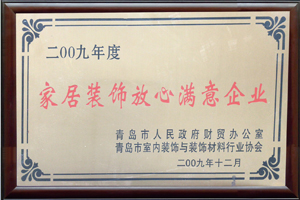 二00九年度
家居装饰放心满意企业
青岛市人民政府财贸办公室
青岛市室内装饰与装饰材料行业协会
二00九年十二月